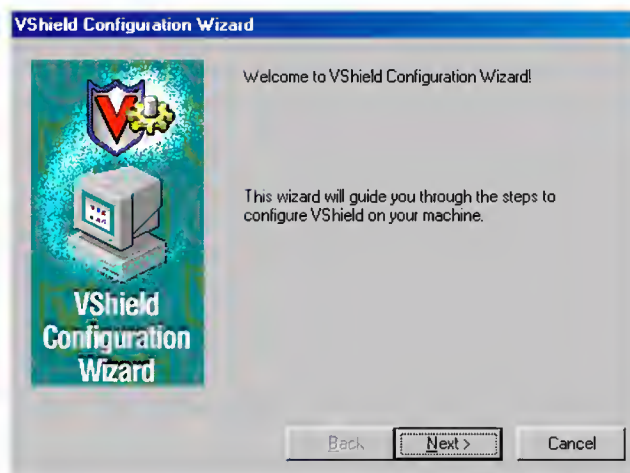 VShield Configuration Wizard
Welcome to VShield Configuration Wizard!
This wizard will guide you through the steps to
configure VShield on your machine.
V
VShield
Configuration
Wizard
Back
Next >
Cancel